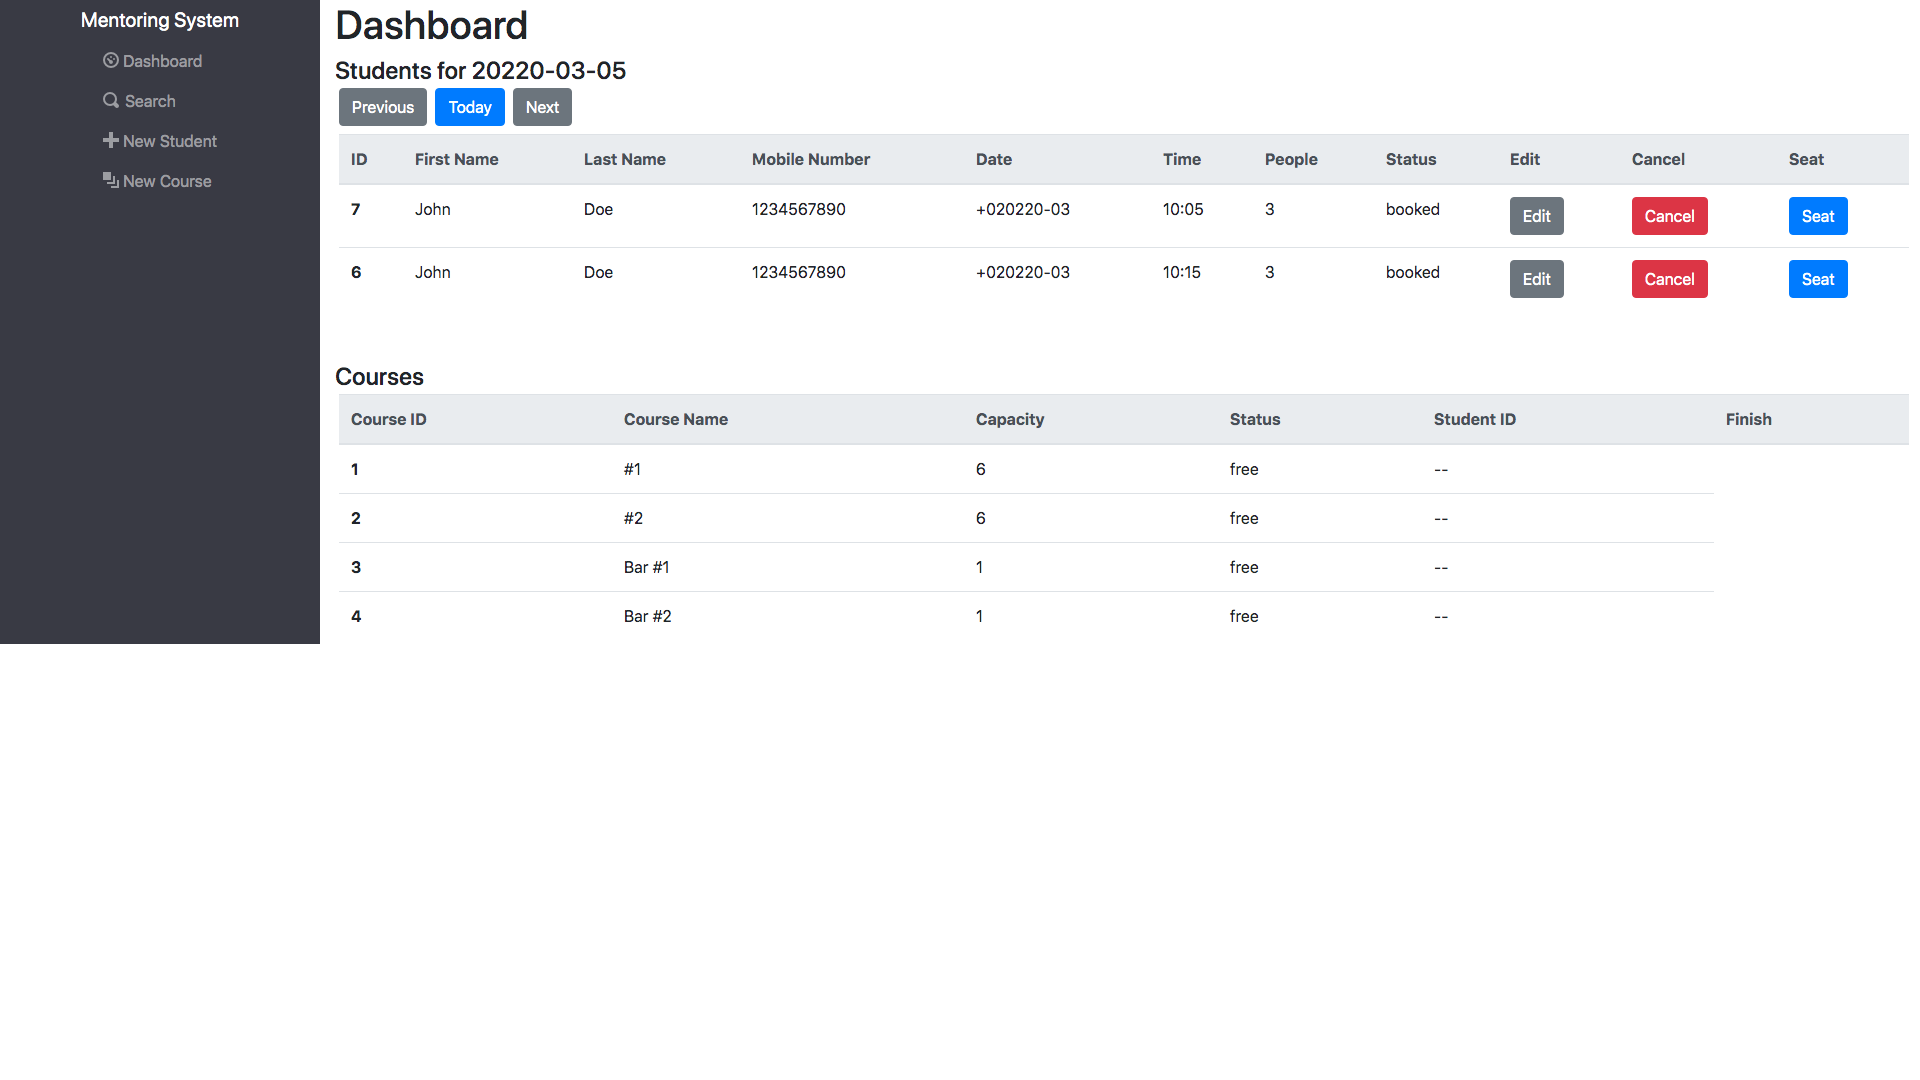 Mentoring System
Dashboard
Search
New Student
New Course
Dashboard
Students for 20220-03-05
Previous Today Next
ID First Name Last Name Mobile Number Date Time People Status Edit Cancel Seat
7 John Doe 1234567890 +020220-03 10:05 3 booked Edit Cancel Seat
6 John Doe 1234567890 +020220-03 10:15 3 booked Edit Cancel Seat
Courses
Course ID Course Name Capacity Status Student ID Finish
1 #1 6 free --
2 #2 6 free --
3 Bar #1 1 free --
4 Bar #2 1 free --